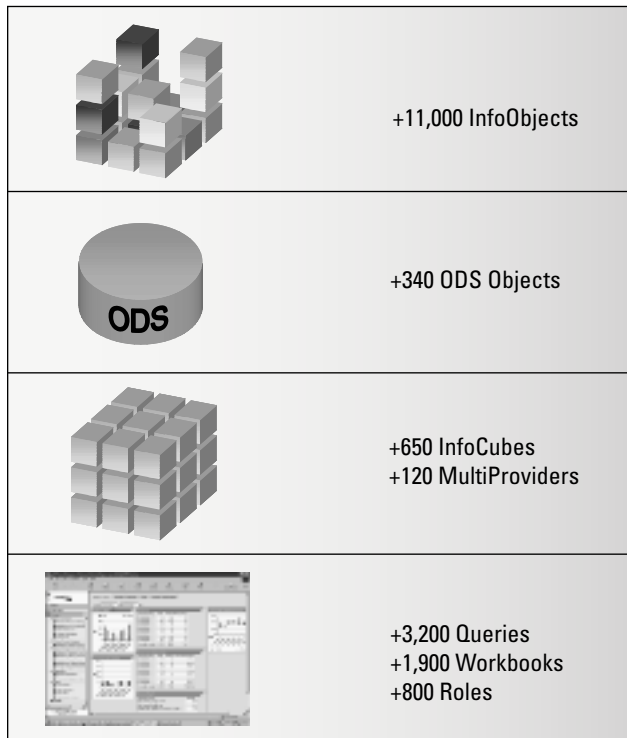 +11,000 InfoObjects
ODS
+340 ODS Objects
+650 InfoCubes
+120 MultiProviders
+3,200 Queries
+1,900 Workbooks
+800 Roles